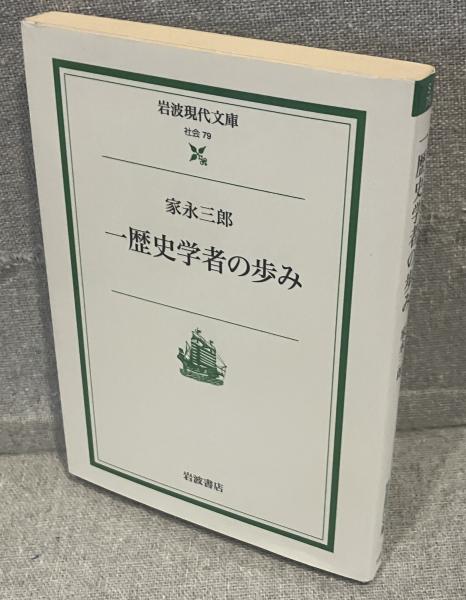 岩波現代文庫
社会 79
家永三郎
一歴史学者の歩み
岩波書店
一歴史学者の歩み